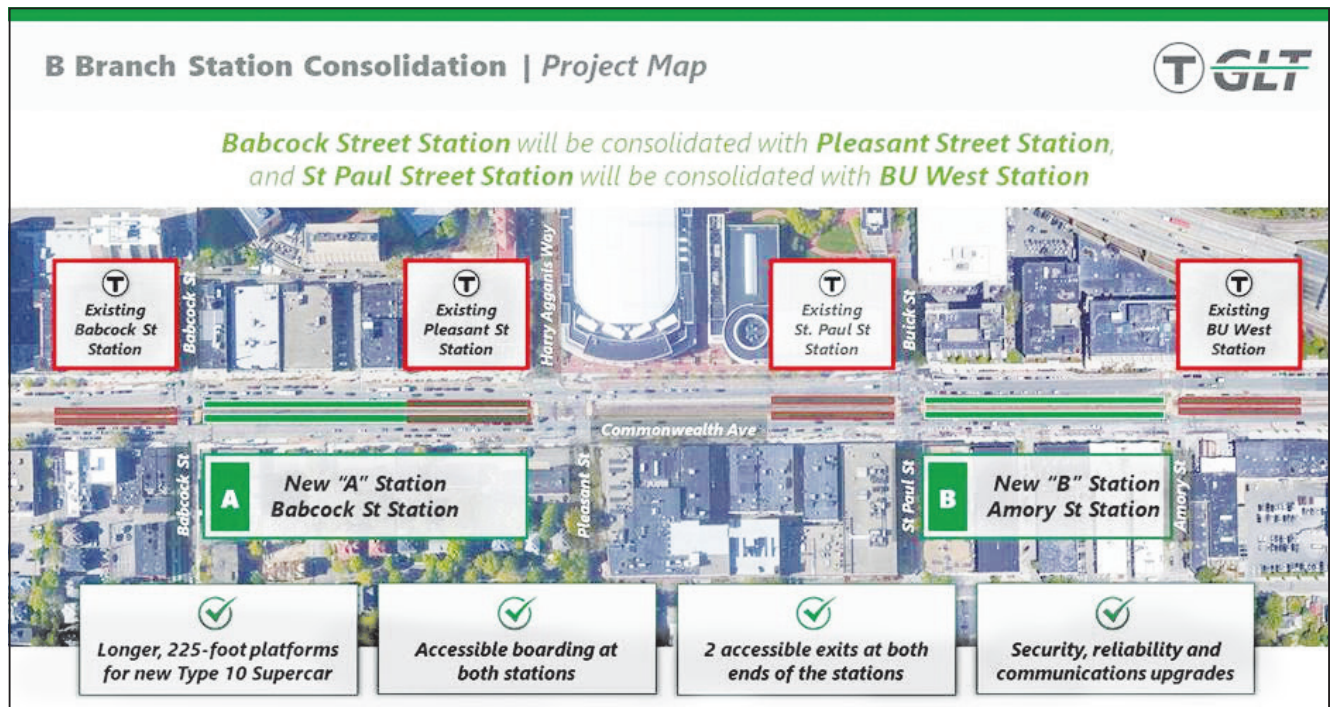 B Branch Station Consolidation | Project Map
T GLT
Babcock Street Station will be consolidated with Pleasant Street Station,
and St Paul Street Station will be consolidated with BU West Station
T
Existing
Babcock St
Station
Babcock St
T
Existing
Pleasant St
Station
Harry Agganis Way
T
Existing
St. Paul St
Station
Buick St
T
Existing
BU West
Station
Commonwealth Ave
Babcock St
A
New "A" Station
Babcock St Station
Pleasant St
St Paul St
B
New "B" Station
Amory St Station
Amory St
Longer, 225-foot platforms
for new Type 10 Supercar
Accessible boarding at
both stations
2 accessible exits at both
ends of the stations
Security, reliability and
communications upgrades